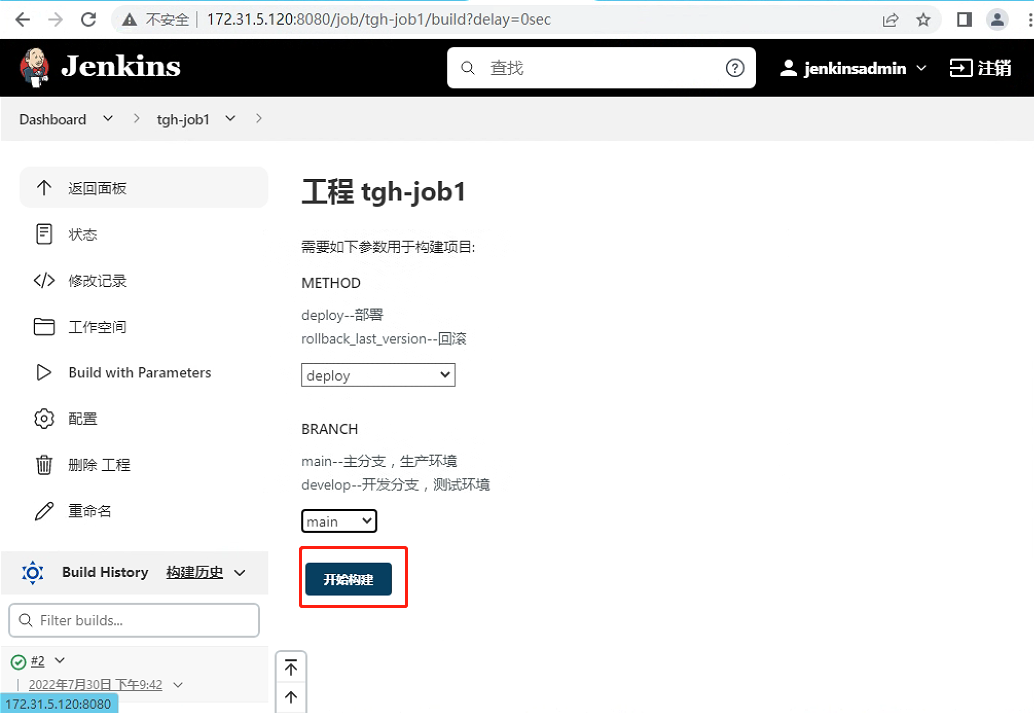 不安全 172.31.5.120:8080/job/tgh-job1/build?delay=0sec
Jenkins
查找
jenkinsadmin
注销
Dashboard
tgh-job1
返回面板
状态
修改记录
工作空间
Build with Parameters
配置
删除 工程
重命名
Build History 构建历史
Filter builds...
#2
2022年7月30日 下午9:42
172.31.5.120:8080
工程 tgh-job1
需要如下参数用于构建项目:
METHOD
deploy--部署
rollback_last_version--回滚
deploy
BRANCH
main--主分支，生产环境
develop--开发分支，测试环境
main
开始构建